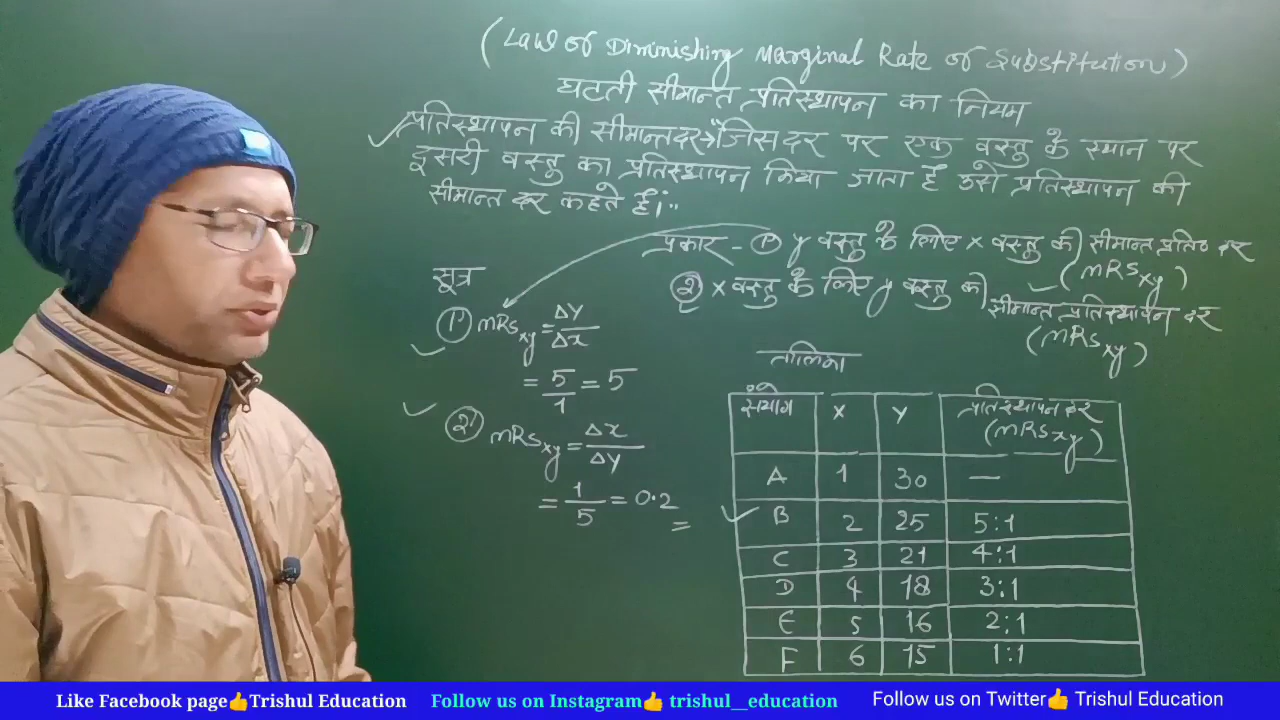 (Law of Diminishing Marginal Rate of Substitution)
घटती सीमान्त प्रतिस्थापन का नियम
प्रतिस्थापन की सीमान्त दर→ "जिस दर पर एक वस्तु के स्थान पर
दूसरी वस्तु का प्रतिस्थापन किया जाता है उसे प्रतिस्थापन की
सीमान्त दर कहते हैं।"
प्रकार - ① y वस्तु के लिए x वस्तु की सीमान्त प्रतिο दर
(MRSxy)
② x वस्तु के लिए y वस्तु की सीमान्त प्रतिस्थापन दर
(MRSxy)
सूत्र
① MRSxy = ΔY/Δx
= 5/1 = 5
② MRSxy = Δx/ΔY
= 1/5 = 0.2
=
तालिका
संयोग X Y प्रतिस्थापन दर
(MRSxy)
A 1 30 —
B 2 25 5:1
C 3 21 4:1
D 4 18 3:1
E 5 16 2:1
F 6 15 1:1
Like Facebook page👍Trishul Education Follow us on Instagram👍 trishul__education Follow us on Twitter👍 Trishul Education